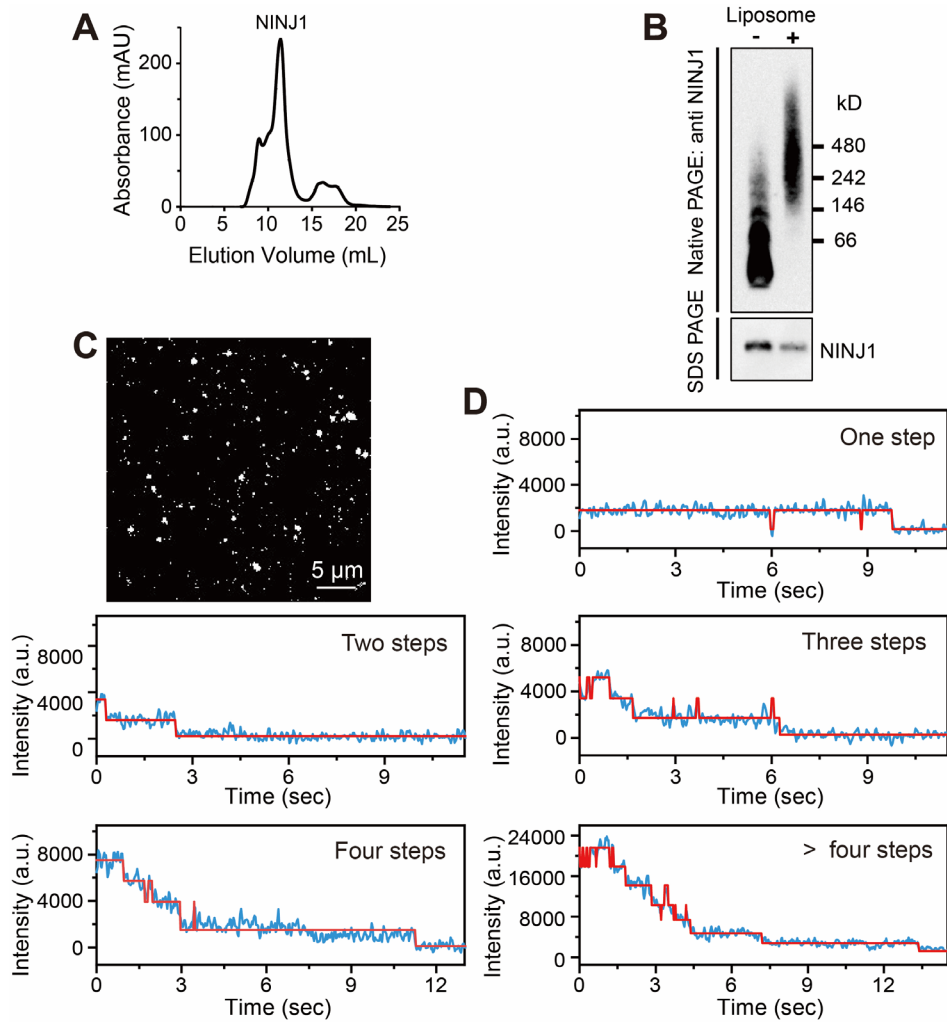 A
NINJ1
Absorbance (mAU)
200
100
0
0 5 10 15 20 25
Elution Volume (mL)
B
Liposome
- +
Native PAGE: anti NINJ1
kD
480
242
146
66
SDS PAGE
NINJ1
C
5 µm
D
One step
Intensity (a.u.)
8000
4000
0
0 3 6 9
Time (sec)
Two steps
Intensity (a.u.)
8000
4000
0
0 3 6 9
Time (sec)
Three steps
Intensity (a.u.)
8000
4000
0
0 3 6 9
Time (sec)
Four steps
Intensity (a.u.)
8000
4000
0
0 3 6 9 12
Time (sec)
> four steps
Intensity (a.u.)
24000
16000
8000
0
0 3 6 9 12
Time (sec)